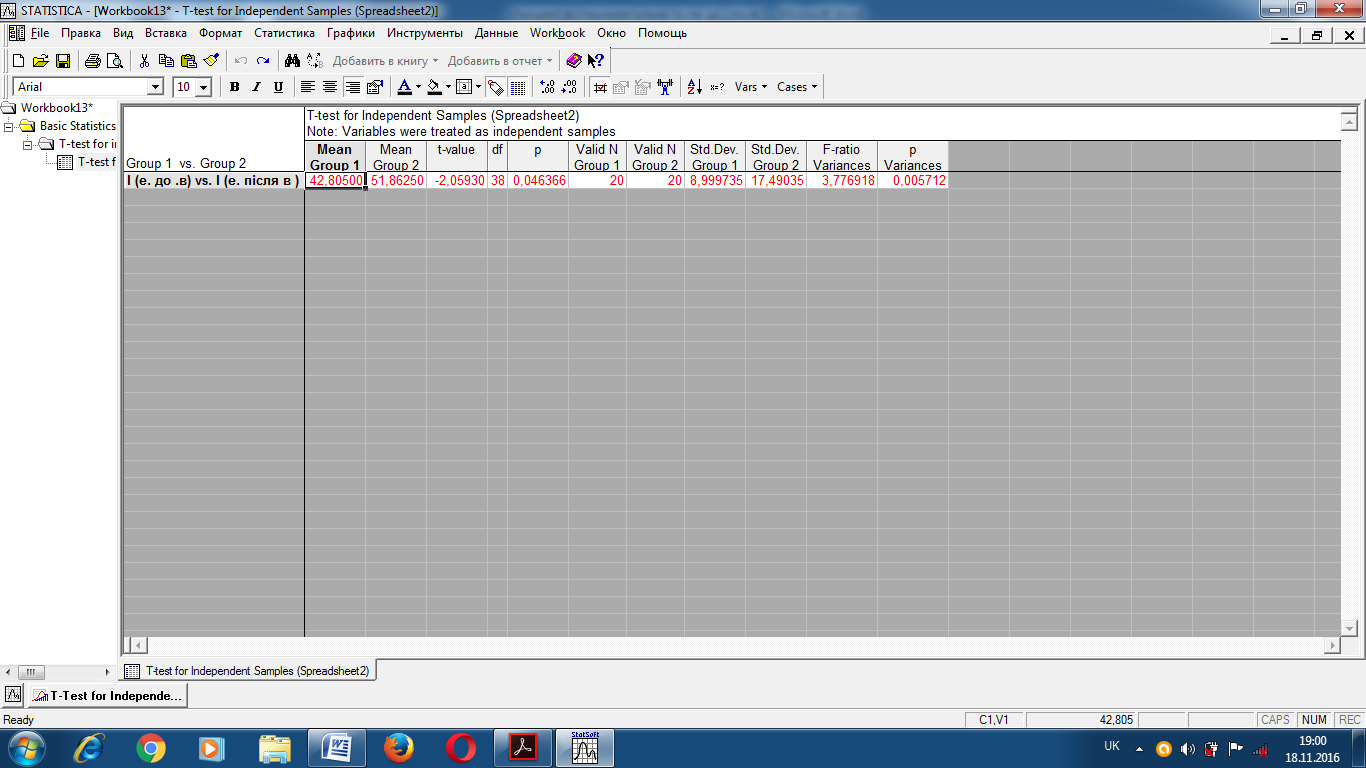 STATISTICA - [Workbook13* - T-test for Independent Samples (Spreadsheet2)]
File Правка Вид Вставка Формат Статистика Графики Инструменты Данные Workbook Окно Помощь
Добавить в книгу Добавить в отчет
Arial 10 B I U Vars Cases
Workbook13*
Basic Statistics
T-test for i
T-test f
T-test for Independent Samples (Spreadsheet2)
Note: Variables were treated as independent samples
Group 1 vs. Group 2
Mean Group 1
Mean Group 2
t-value
df
p
Valid N Group 1
Valid N Group 2
Std.Dev. Group 1
Std.Dev. Group 2
F-ratio Variances
p Variances
I (е. до .в) vs. I (е. після в ) 42,80500 51,86250 -2,05930 38 0,046366 20 20 8,999735 17,49035 3,776918 0,005712
T-test for Independent Samples (Spreadsheet2)
T-Test for Independe...
Ready C1,V1 42,805 CAPS NUM REC
StatSoft
UK 19:00
18.11.2016